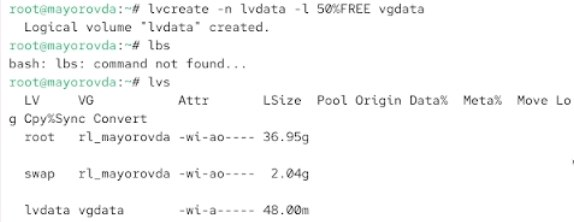 root@mayorovda:~# lvcreate -n lvdata -l 50%FREE vgdata
  Logical volume "lvdata" created.
root@mayorovda:~# lbs
bash: lbs: command not found...
root@mayorovda:~# lvs
  LV     VG           Attr       LSize  Pool Origin Data%  Meta%  Move Lo
g Cpy%Sync Convert
  root   rl_mayorovda -wi-ao---- 36.95g
  swap   rl_mayorovda -wi-ao----  2.04g
  lvdata vgdata       -wi-a----- 48.00m